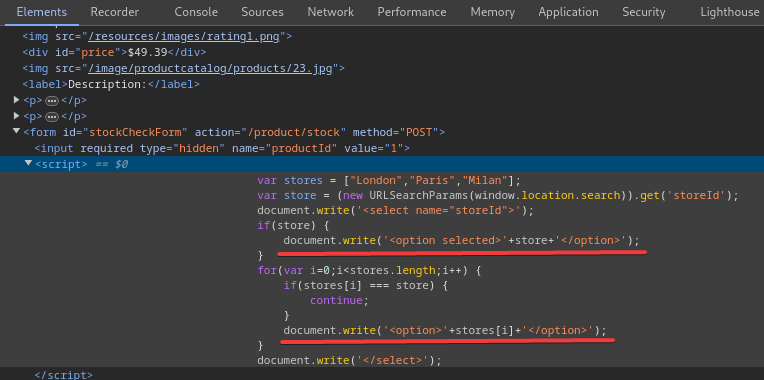 Elements Recorder Console Sources Network Performance Memory Application Security Lighthouse
<img src="/resources/images/rating1.png">
<div id="price">$49.39</div>
<img src="/image/productcatalog/products/23.jpg">
<label>Description:</label>
<p> … </p>
<p> … </p>
<form id="stockCheckForm" action="/product/stock" method="POST">
<input required type="hidden" name="productId" value="1">
<script> == $0
var stores = ["London","Paris","Milan"];
var store = (new URLSearchParams(window.location.search)).get('storeId');
document.write('<select name="storeId">');
if(store) {
document.write('<option selected>'+store+'</option>');
}
for(var i=0;i<stores.length;i++) {
if(stores[i] === store) {
continue;
}
document.write('<option>'+stores[i]+'</option>');
}
document.write('</select>');
</script>